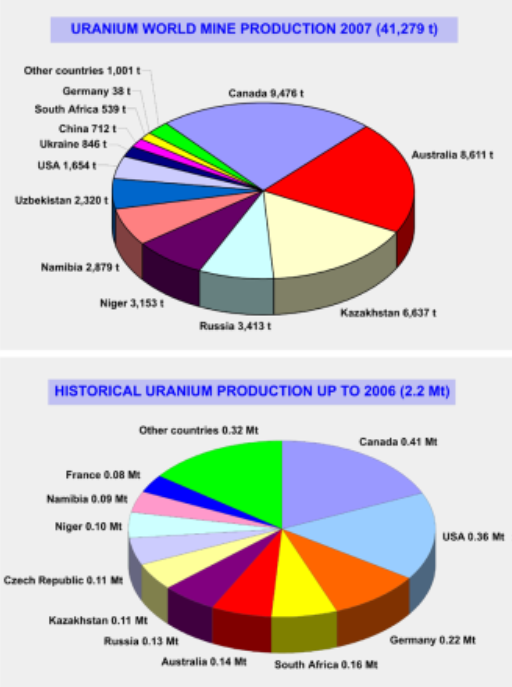 URANIUM WORLD MINE PRODUCTION 2007 (41,279 t)
Other countries 1,001 t
Canada 9,476 t
Germany 38 t
South Africa 539 t
China 712 t
Ukraine 846 t
Australia 8,611 t
USA 1,654 t
Uzbekistan 2,320 t
Namibia 2,879 t
Niger 3,153 t
Kazakhstan 6,637 t
Russia 3,413 t
HISTORICAL URANIUM PRODUCTION UP TO 2006 (2.2 Mt)
Other countries 0.32 Mt
Canada 0.41 Mt
France 0.08 Mt
Namibia 0.09 Mt
Niger 0.10 Mt
USA 0.36 Mt
Czech Republic 0.11 Mt
Kazakhstan 0.11 Mt
Russia 0.13 Mt
Germany 0.22 Mt
Australia 0.14 Mt
South Africa 0.16 Mt